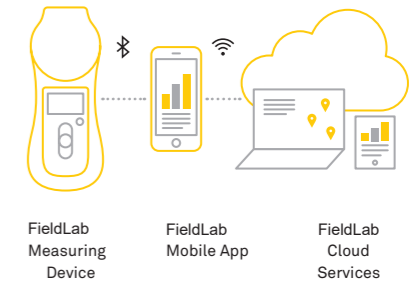 FieldLab
Measuring
Device
FieldLab
Mobile App
FieldLab
Cloud
Services